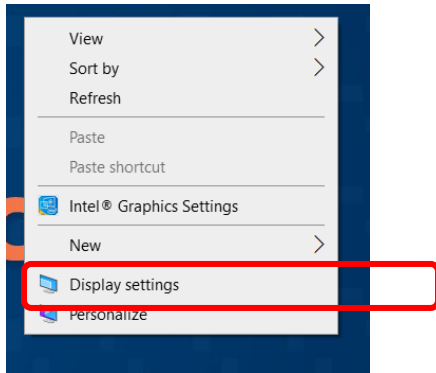 View
Sort by
Refresh
Paste
Paste shortcut
Intel® Graphics Settings
New
Display settings
Personalize